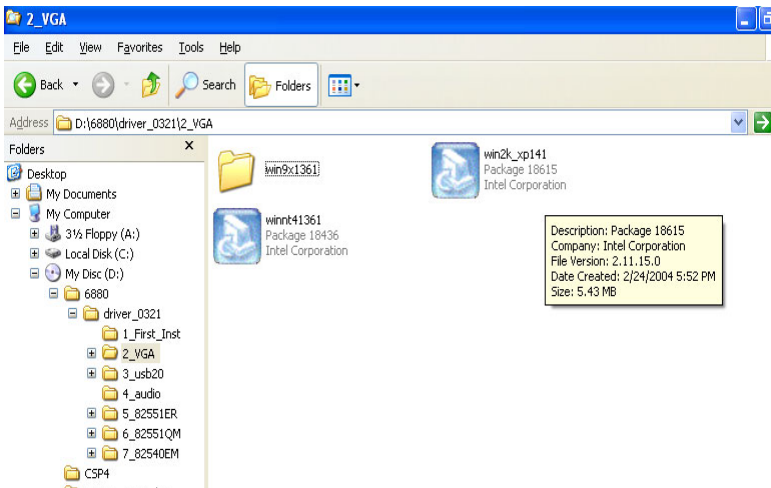 2_VGA
File Edit View Favorites Tools Help
Back Search Folders
Address D:\6880\driver_0321\2_VGA
Folders x
Desktop
My Documents
My Computer
3½ Floppy (A:)
Local Disk (C:)
My Disc (D:)
6880
driver_0321
1_First_Inst
2_VGA
3_usb20
4_audio
5_82551ER
6_82551QM
7_82540EM
CSP4
win9x1361
win2k_xp141
Package 18615
Intel Corporation
winnt41361
Package 18436
Intel Corporation
Description: Package 18615
Company: Intel Corporation
File Version: 2.11.15.0
Date Created: 2/24/2004 5:52 PM
Size: 5.43 MB